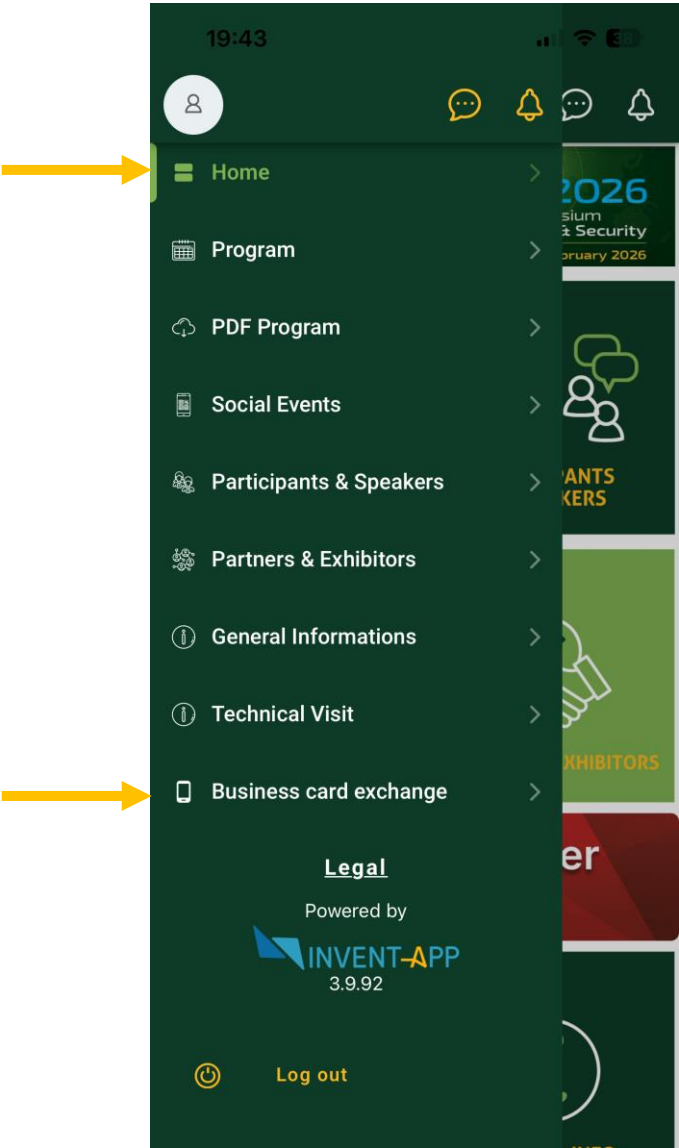 19:43
38
Home
2026
sium
& Security
bruary 2026
Program
PDF Program
Social Events
Participants & Speakers
PANTS
KERS
Partners & Exhibitors
General Informations
Technical Visit
XHIBITORS
Business card exchange
er
Legal
Powered by
INVENT-APP
3.9.92
Log out